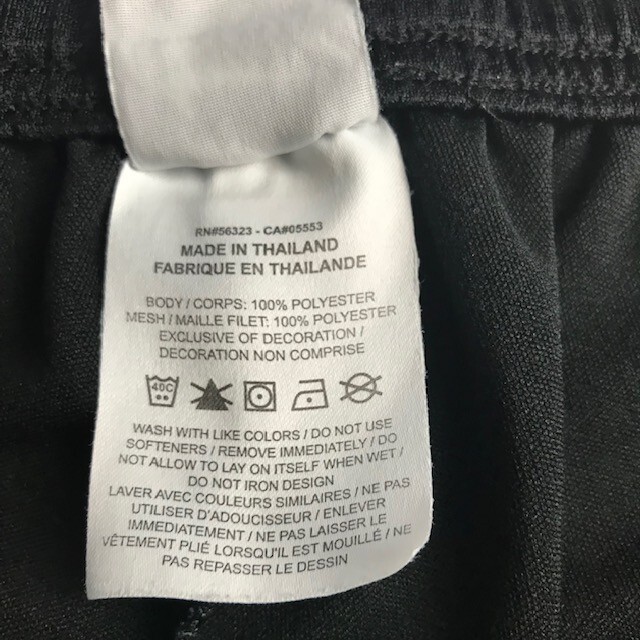 RN#56323 - CA#05553
MADE IN THAILAND
FABRIQUE EN THAILANDE
BODY / CORPS: 100% POLYESTER
MESH / MAILLE FILET: 100% POLYESTER
EXCLUSIVE OF DECORATION /
DECORATION NON COMPRISE
40C
WASH WITH LIKE COLORS / DO NOT USE
SOFTENERS / REMOVE IMMEDIATELY / DO
NOT ALLOW TO LAY ON ITSELF WHEN WET /
DO NOT IRON DESIGN
LAVER AVEC COULEURS SIMILAIRES / NE PAS
UTILISER D'ADOUCISSEUR / ENLEVER
IMMEDIATEMENT / NE PAS LAISSER LE
VÊTEMENT PLIÉ LORSQU'IL EST MOUILLÉ / NE
PAS REPASSER LE DESSIN